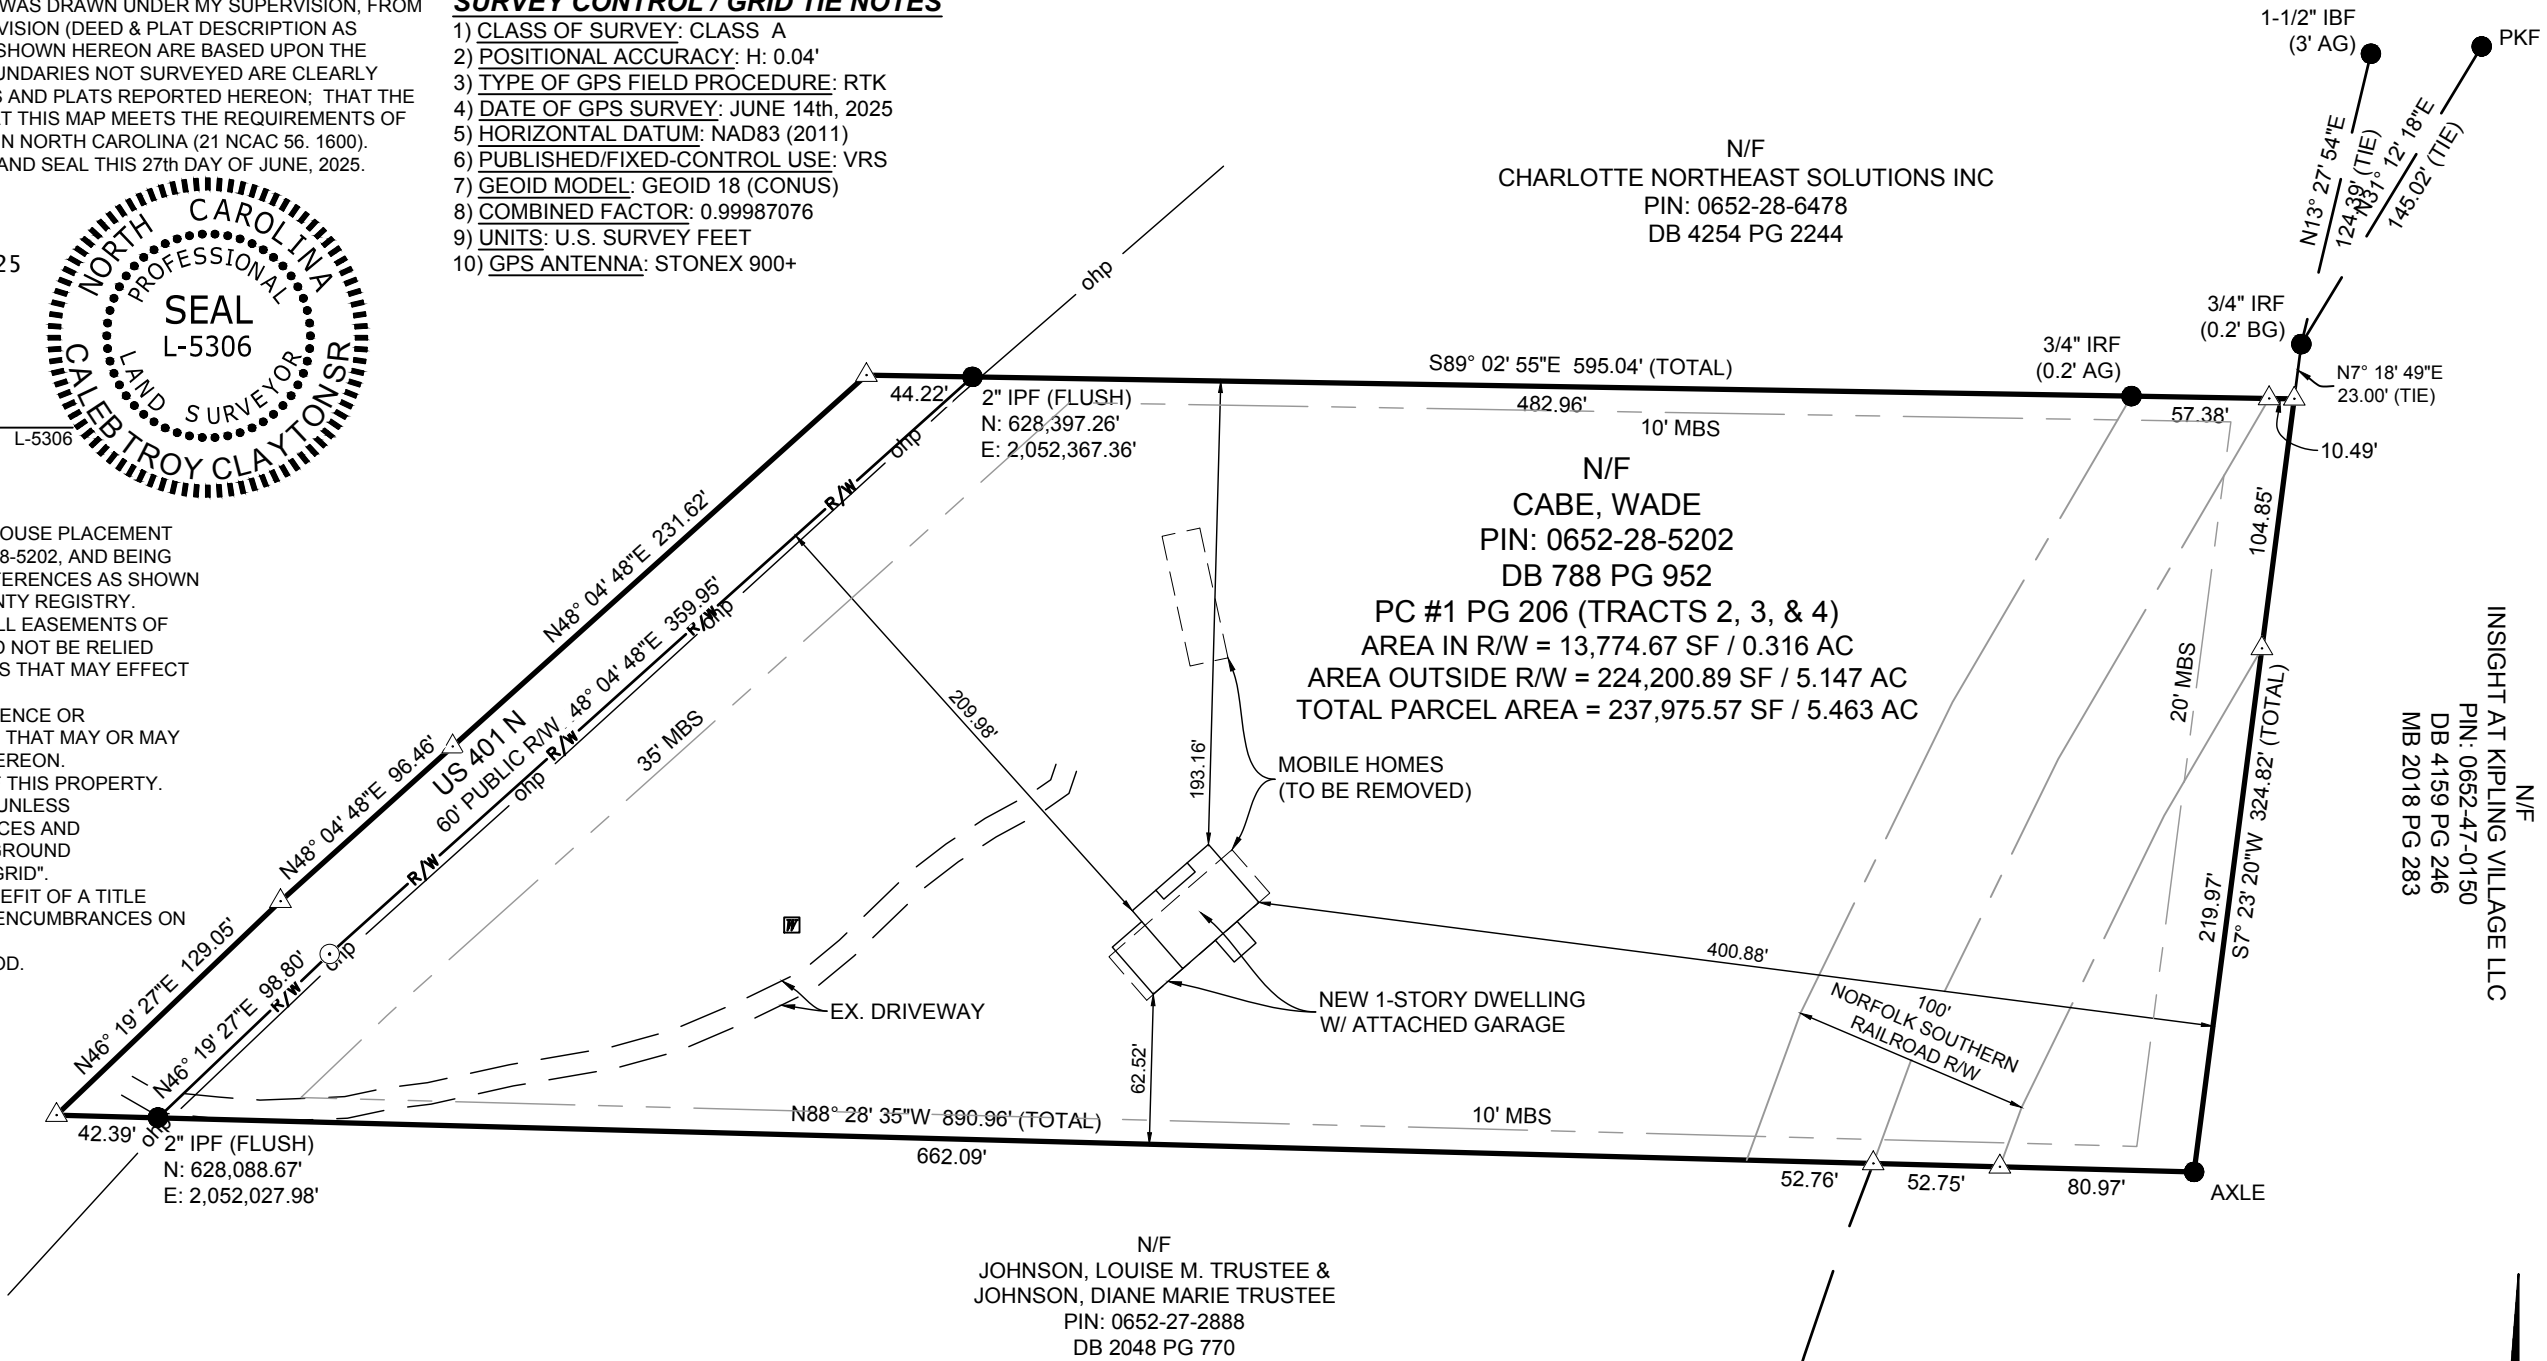 WAS DRAWN UNDER MY SUPERVISION, FROM
VISION (DEED & PLAT DESCRIPTION AS
SHOWN HEREON ARE BASED UPON THE
UNDARIES NOT SURVEYED ARE CLEARLY
S AND PLATS REPORTED HEREON; THAT THE
AT THIS MAP MEETS THE REQUIREMENTS OF
IN NORTH CAROLINA (21 NCAC 56. 1600).
AND SEAL THIS 27th DAY OF JUNE, 2025.
25
NORTH CAROLINA
PROFESSIONAL
SEAL
L-5306
LAND SURVEYOR
CALEB TROY CLAYTONSR
L-5306
SURVEY CONTROL / GRID TIE NOTES
1) CLASS OF SURVEY: CLASS A
2) POSITIONAL ACCURACY: H: 0.04'
3) TYPE OF GPS FIELD PROCEDURE: RTK
4) DATE OF GPS SURVEY: JUNE 14th, 2025
5) HORIZONTAL DATUM: NAD83 (2011)
6) PUBLISHED/FIXED-CONTROL USE: VRS
7) GEOID MODEL: GEOID 18 (CONUS)
8) COMBINED FACTOR: 0.99987076
9) UNITS: U.S. SURVEY FEET
10) GPS ANTENNA: STONEX 900+
OUSE PLACEMENT
8-5202, AND BEING
FERENCES AS SHOWN
NTY REGISTRY.
LL EASEMENTS OF
D NOT BE RELIED
S THAT MAY EFFECT
ENCE OR
THAT MAY OR MAY
EREON.
T THIS PROPERTY.
UNLESS
CES AND
GROUND
GRID".
NEFIT OF A TITLE
ENCUMBRANCES ON
OD.
N/F
CHARLOTTE NORTHEAST SOLUTIONS INC
PIN: 0652-28-6478
DB 4254 PG 2244
1-1/2" IBF
(3' AG)
PKF
N13° 27' 54"E
124.39' (TIE)
N31° 12' 18"E
145.02' (TIE)
3/4" IRF
(0.2' BG)
3/4" IRF
(0.2' AG)
N7° 18' 49"E
23.00' (TIE)
S89° 02' 55"E 595.04' (TOTAL)
44.22'
482.96'
57.38'
10.49'
10' MBS
2" IPF (FLUSH)
N: 628,397.26'
E: 2,052,367.36'
ohp
ohp
R/W
N48° 04' 48"E 231.62'
48° 04' 48"E 359.95'
R/W
ohp
US 401 N
60' PUBLIC R/W
R/W
ohp
35' MBS
N48° 04' 48"E 96.46'
R/W
N46° 19' 27"E 129.05'
N46° 19' 27"E 98.80'
R/W
ohp
209.98'
193.16'
N/F
CABE, WADE
PIN: 0652-28-5202
DB 788 PG 952
PC #1 PG 206 (TRACTS 2, 3, & 4)
AREA IN R/W = 13,774.67 SF / 0.316 AC
AREA OUTSIDE R/W = 224,200.89 SF / 5.147 AC
TOTAL PARCEL AREA = 237,975.57 SF / 5.463 AC
MOBILE HOMES
(TO BE REMOVED)
W
EX. DRIVEWAY
NEW 1-STORY DWELLING
W/ ATTACHED GARAGE
400.88'
62.52'
100'
NORFOLK SOUTHERN
RAILROAD R/W
104.85'
20' MBS
S7° 23' 20"W 324.82' (TOTAL)
219.97'
N/F
INSIGHT AT KIPLING VILLAGE LLC
PIN: 0652-47-0150
DB 4159 PG 246
MB 2018 PG 283
42.39'
ohp
2" IPF (FLUSH)
N: 628,088.67'
E: 2,052,027.98'
N88° 28' 35"W 890.96' (TOTAL)
10' MBS
662.09'
52.76'
52.75'
80.97'
AXLE
N/F
JOHNSON, LOUISE M. TRUSTEE &
JOHNSON, DIANE MARIE TRUSTEE
PIN: 0652-27-2888
DB 2048 PG 770